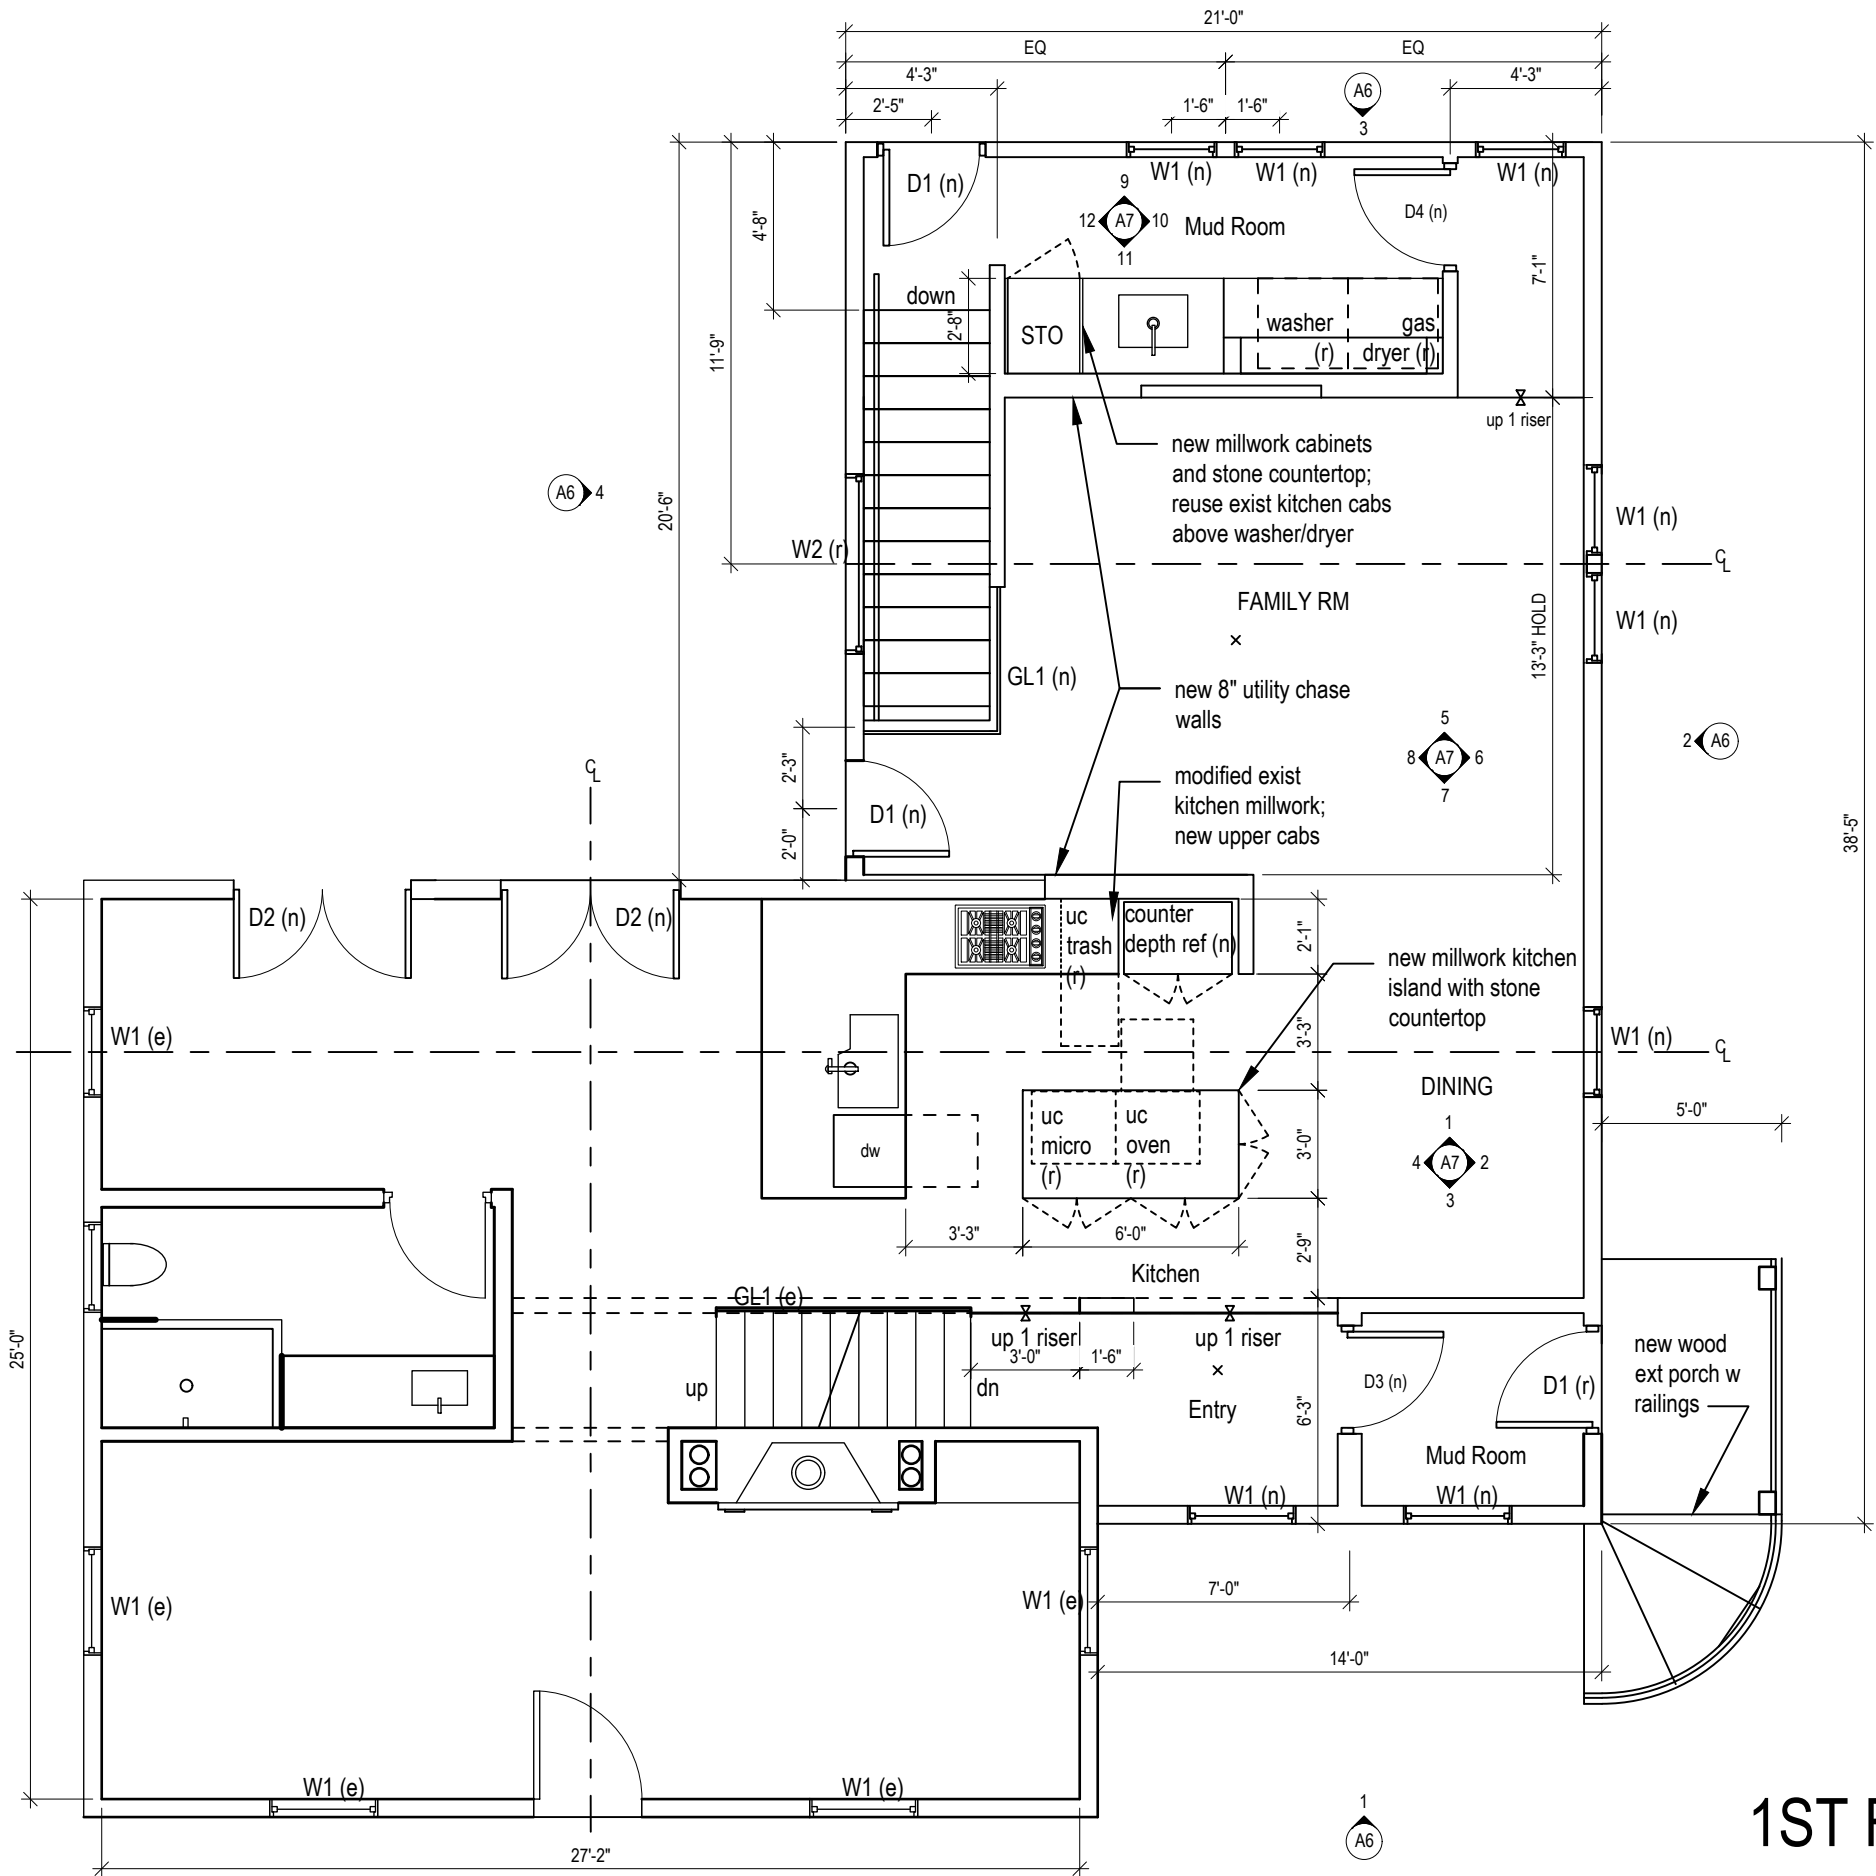 21'-0"
EQ
EQ
4'-3"
4'-3"
2'-5"
1'-6"
1'-6"
A6
3
D1 (n)
W1 (n)
W1 (n)
W1 (n)
9
12
A7
10
11
Mud Room
D4 (n)
4'-8"
11'-9"
20'-6"
7'-1"
down
2'-8"
STO
washer
(r)
gas
dryer (r)
up 1 riser
new millwork cabinets
and stone countertop;
reuse exist kitchen cabs
above washer/dryer
A6
4
W2 (r)
W1 (n)
CL
FAMILY RM
13'-3" HOLD
W1 (n)
GL1 (n)
new 8" utility chase
walls
5
8
A7
6
7
2
A6
CL
2'-3"
2'-0"
D1 (n)
modified exist
kitchen millwork;
new upper cabs
38'-5"
D2 (n)
D2 (n)
uc
trash
(r)
counter
depth ref (n)
2'-1"
new millwork kitchen
island with stone
countertop
W1 (e)
3'-3"
W1 (n)
CL
DINING
5'-0"
uc
micro
(r)
uc
oven
(r)
dw
3'-0"
1
4
A7
2
3
3'-3"
6'-0"
2'-9"
Kitchen
GL1 (e)
up 1 riser
up 1 riser
3'-0"
1'-6"
25'-0"
up
dn
Entry
D3 (n)
D1 (r)
6'-3"
new wood
ext porch w
railings
Mud Room
W1 (n)
W1 (n)
W1 (e)
W1 (e)
7'-0"
14'-0"
W1 (e)
W1 (e)
1
A6
27'-2"
1ST